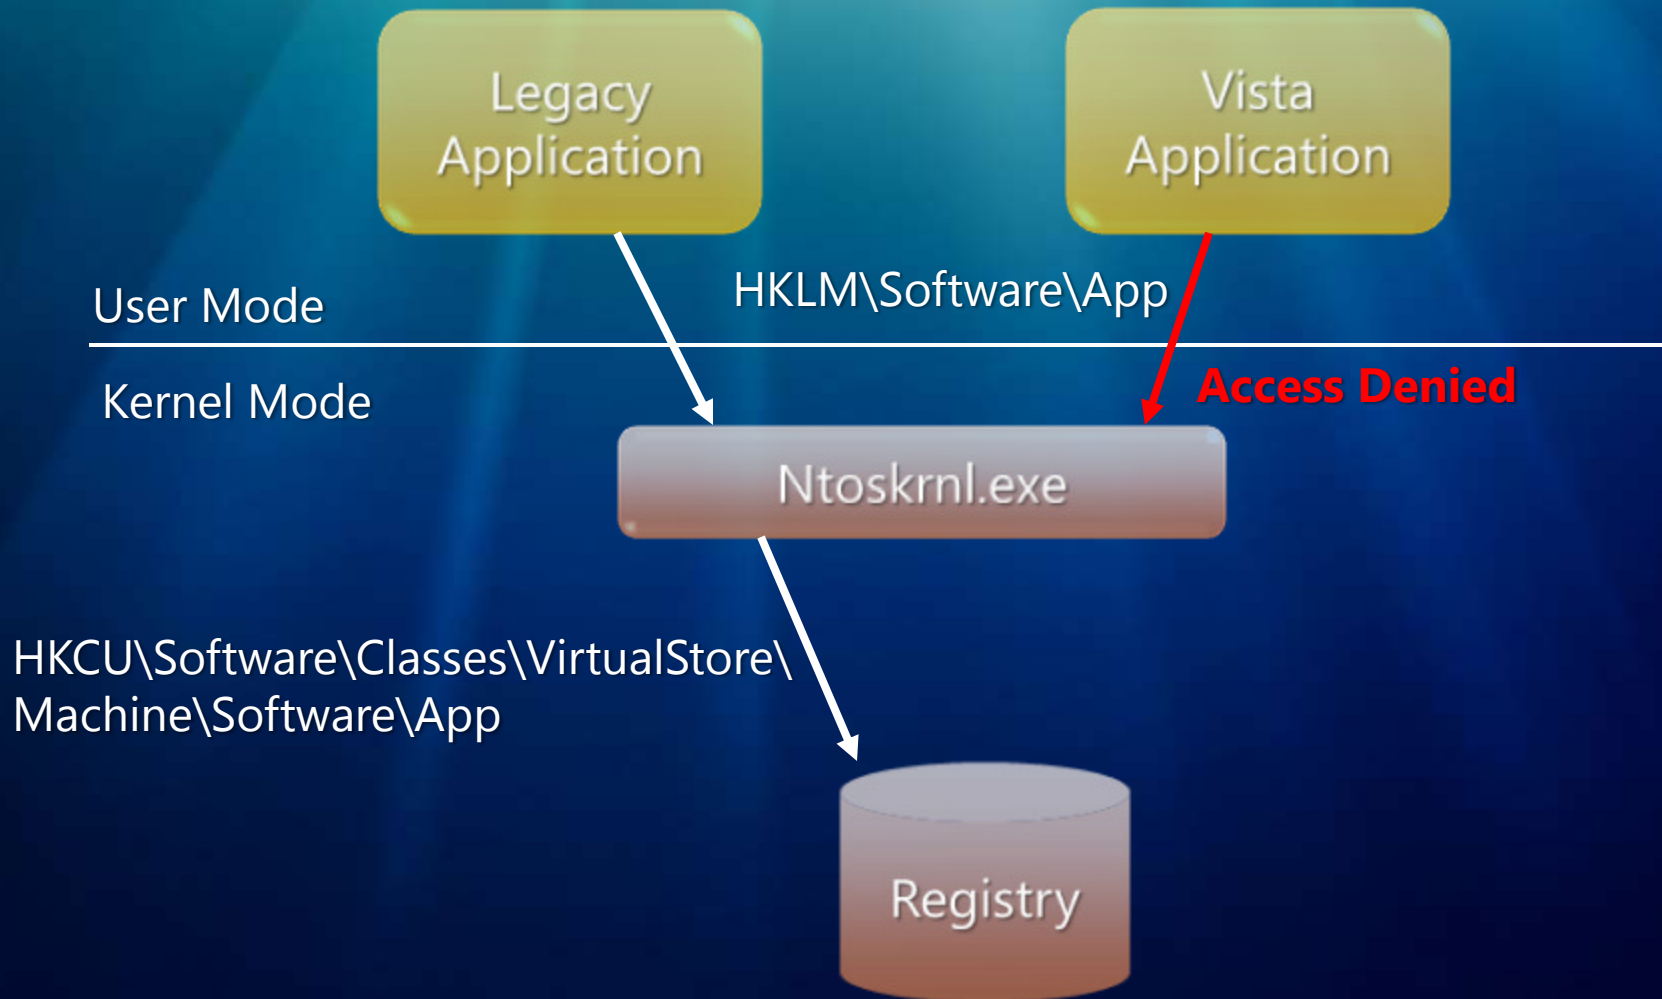 Legacy
Application
Vista
Application
User Mode
HKLM\Software\App
Kernel Mode
Access Denied
Ntoskrnl.exe
HKCU\Software\Classes\VirtualStore\
Machine\Software\App
Registry